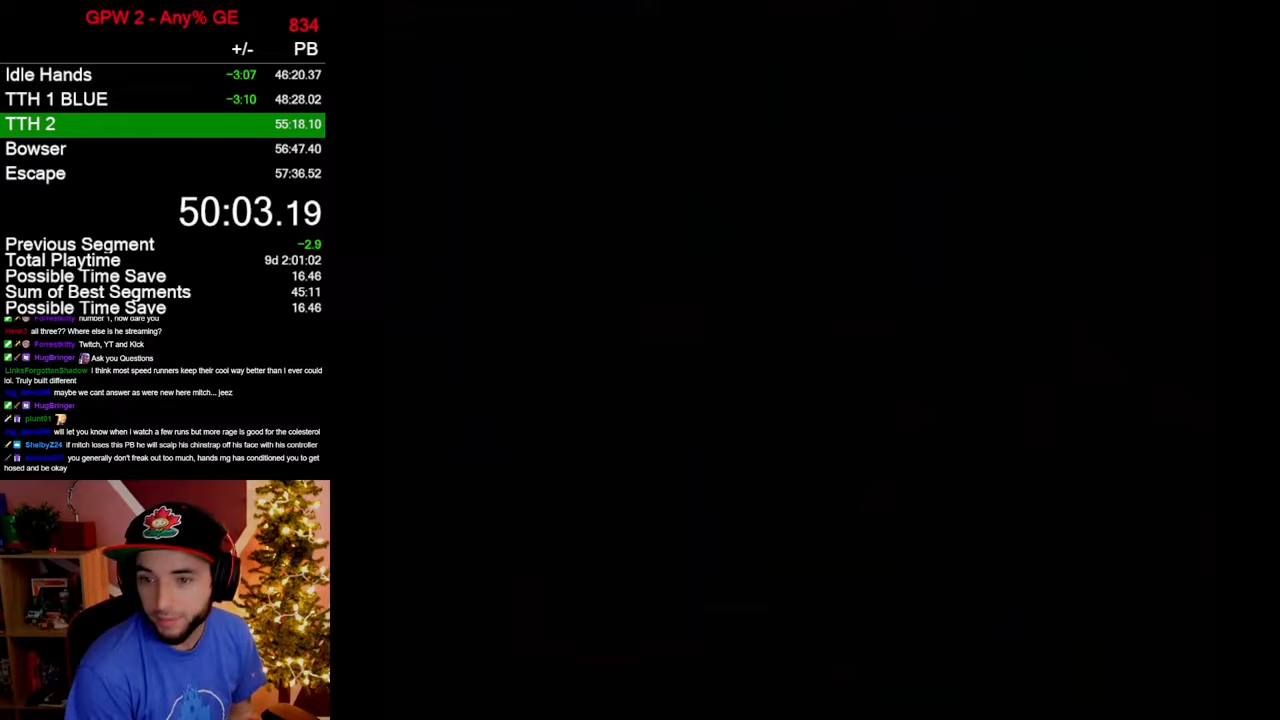 GPW 2 - Any% GE
834
+/- PB
Idle Hands -3:07 46:20.37
TTH 1 BLUE -3:10 48:28.02
TTH 2 55:18.10
Bowser 56:47.40
Escape 57:36.52
50:03.19
Previous Segment -2.9
Total Playtime 9d 2:01:02
Possible Time Save 16.46
Sum of Best Segments 45:11
Possible Time Save 16.46
Forrestkitty number 1, how dare you
all three?? Where else is he streaming?
Forrestkitty Twitch, YT and Kick
HugBringer Ask you Questions
LinksForgottenShadow I think most speed runners keep their cool way better than I ever could
lol. Truly built different
maybe we cant answer as were new here mitch... jeez
HugBringer
plunt01
will let you know when i watch a few runs but more rage is good for the colesterol
ShelbyZ24 if mitch loses this PB he will scalp his chinstrap off his face with his controller
you generally don't freak out too much, hands rng has conditioned you to get
hosed and be okay